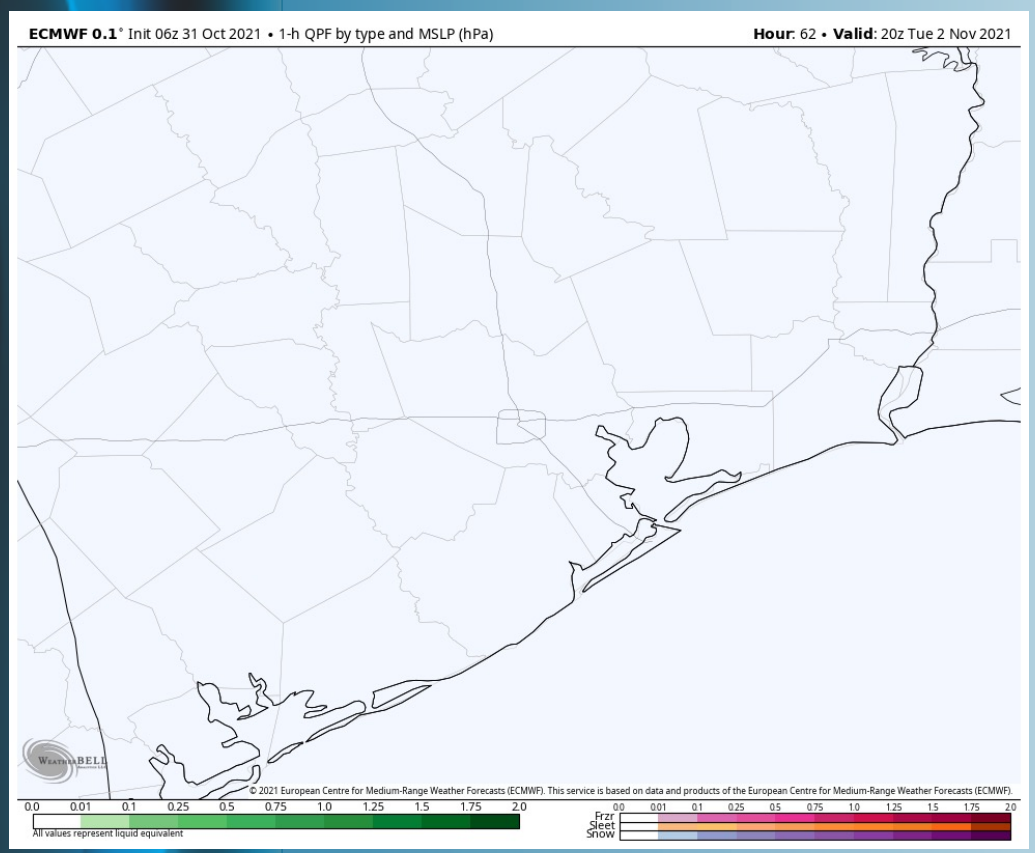 ECMWF 0.1° Init 06z 31 Oct 2021 • 1-h QPF by type and MSLP (hPa)
Hour: 62 • Valid: 20z Tue 2 Nov 2021
WEATHERBELL
© 2021 European Centre for Medium-Range Weather Forecasts (ECMWF). This service is based on data and products of the European Centre for Medium-Range Weather Forecasts (ECMWF).
0.0 0.01 0.1 0.25 0.5 0.75 1.0 1.25 1.5 1.75 2.0
All values represent liquid equivalent
0.0 0.01 0.1 0.25 0.5 0.75 1.0 1.25 1.5 1.75 2.0
Frzr
Sleet
Snow